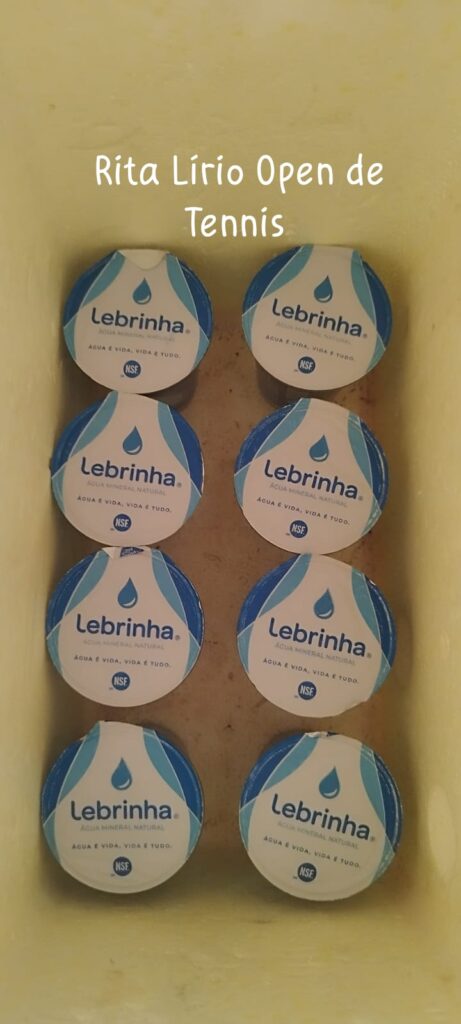 Rita Lírio Open de
Tennis
Lebrinha®
ÁGUA MINERAL NATURAL
ÁGUA É VIDA, VIDA É TUDO.
NSF
Lebrinha®
ÁGUA MINERAL NATURAL
ÁGUA É VIDA, VIDA É TUDO.
NSF
Lebrinha®
ÁGUA MINERAL NATURAL
ÁGUA É VIDA, VIDA É TUDO.
NSF
Lebrinha®
ÁGUA MINERAL NATURAL
ÁGUA É VIDA, VIDA É TUDO.
NSF
Lebrinha®
ÁGUA MINERAL NATURAL
ÁGUA É VIDA, VIDA É TUDO.
NSF
Lebrinha®
ÁGUA MINERAL NATURAL
ÁGUA É VIDA, VIDA É TUDO.
NSF
Lebrinha®
ÁGUA MINERAL NATURAL
ÁGUA É VIDA, VIDA É TUDO.
NSF
Lebrinha®
ÁGUA MINERAL NATURAL
ÁGUA É VIDA, VIDA É TUDO.
NSF